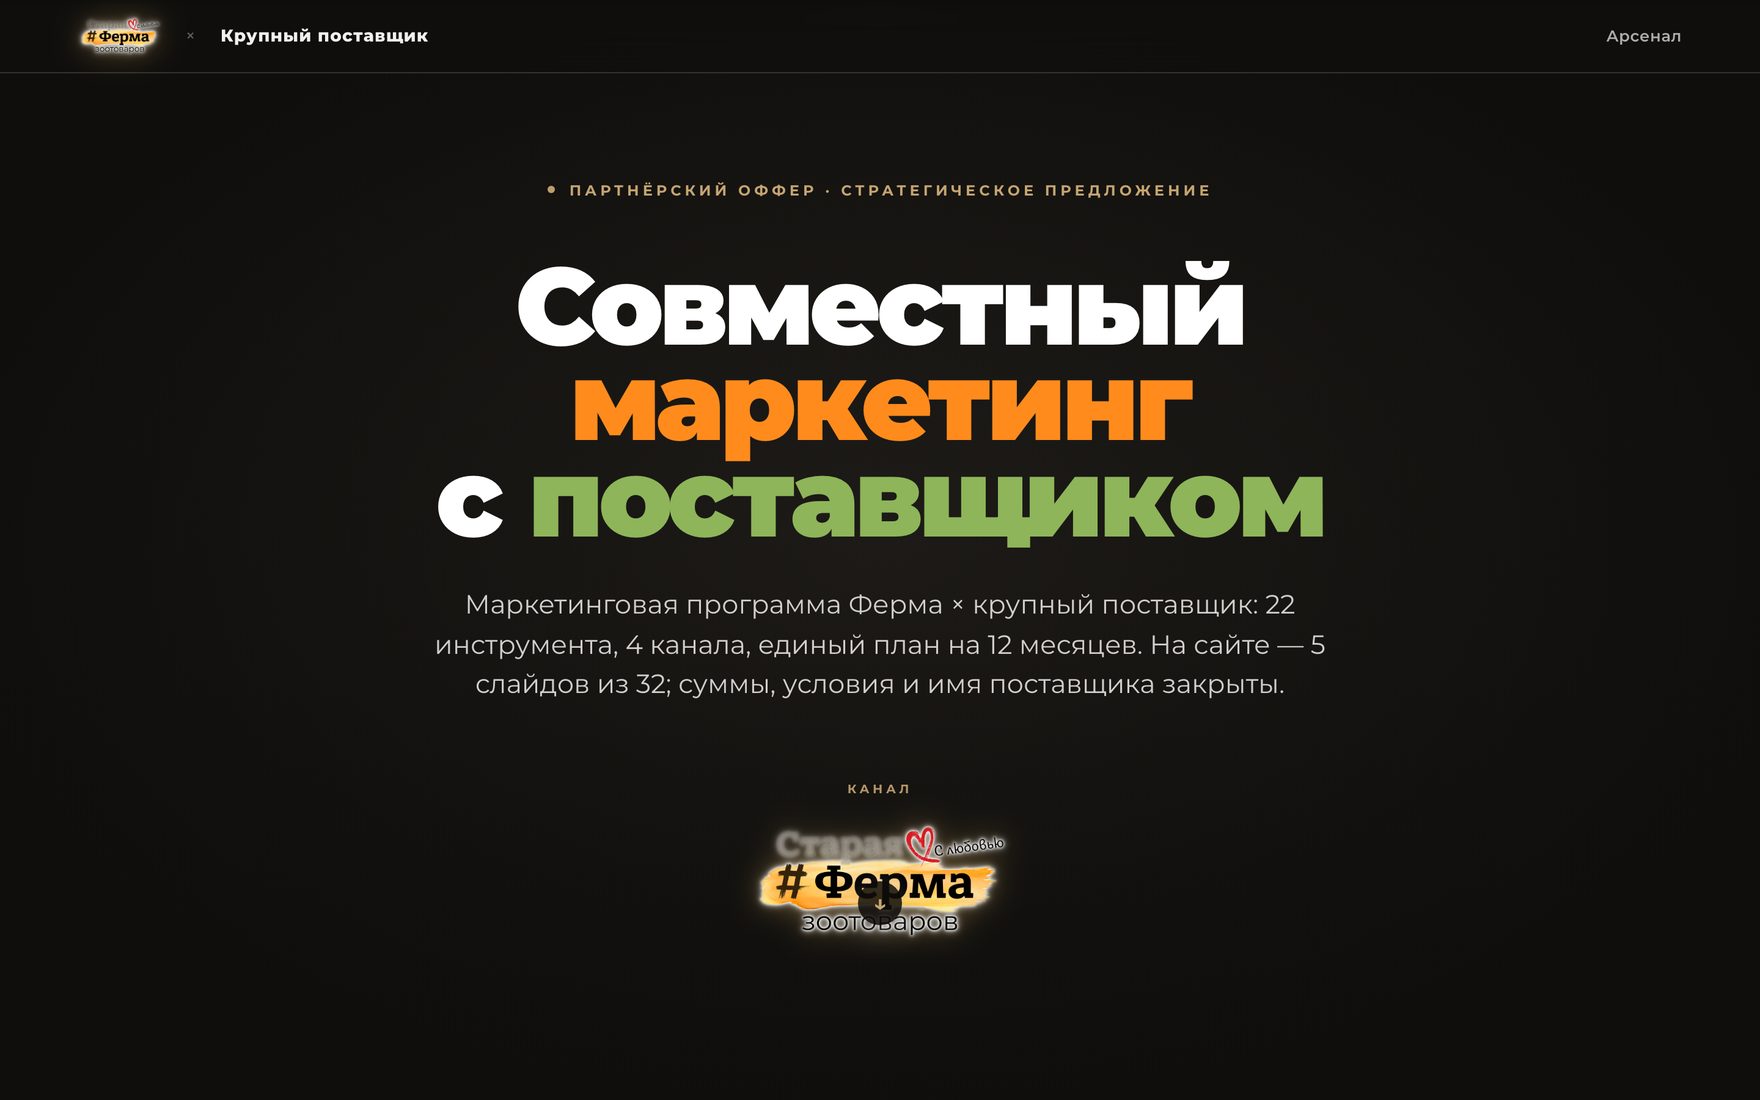 Старая С любовью
# Ферма
зоотоваров
×
Крупный поставщик
Арсенал
• ПАРТНЁРСКИЙ ОФФЕР · СТРАТЕГИЧЕСКОЕ ПРЕДЛОЖЕНИЕ
Совместный
маркетинг
с поставщиком
Маркетинговая программа Ферма × крупный поставщик: 22
инструмента, 4 канала, единый план на 12 месяцев. На сайте — 5
слайдов из 32; суммы, условия и имя поставщика закрыты.
КАНАЛ
Старая С любовью
# Ферма
зоотоваров